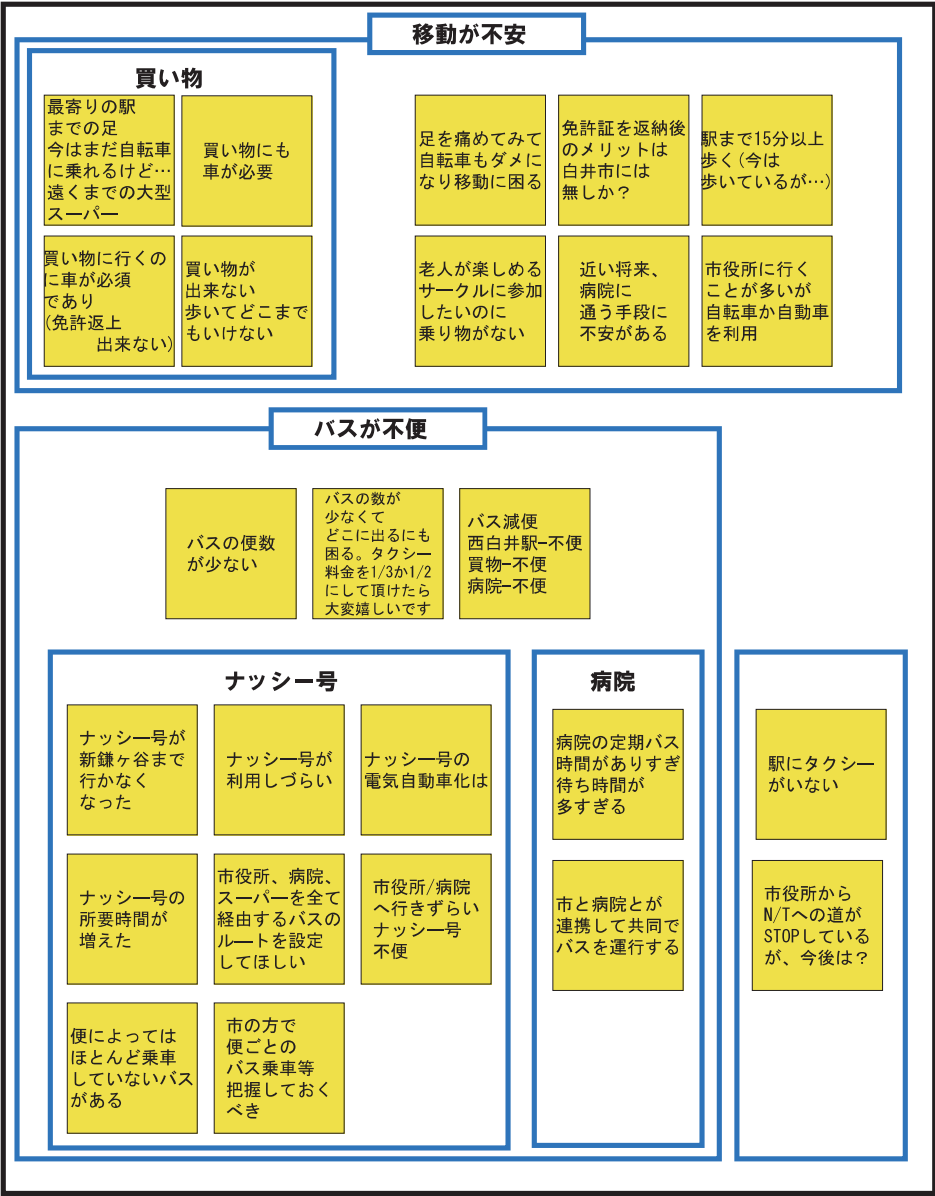 移動が不安
買い物
最寄りの駅
までの足
今はまだ自転車
に乗れるけど…
遠くまでの大型
スーパー
買い物にも
車が必要
買い物に行くの
に車が必須
であり
(免許返上
出来ない)
買い物が
出来ない
歩いてどこまで
もいけない
足を痛めてみて
自転車もダメに
なり移動に困る
免許証を返納後
のメリットは
白井市には
無しか？
駅まで15分以上
歩く(今は
歩いているが…)
老人が楽しめる
サークルに参加
したいのに
乗り物がない
近い将来、
病院に
通う手段に
不安がある
市役所に行く
ことが多いが
自転車か自動車
を利用
バスが不便
バスの便数
が少ない
バスの数が
少なくて
どこに出るにも
困る。タクシー
料金を1/3か1/2
にして頂けたら
大変嬉しいです
バス減便
西白井駅−不便
買物−不便
病院−不便
ナッシー号
ナッシー号が
新鎌ヶ谷まで
行かなく
なった
ナッシー号が
利用しづらい
ナッシー号の
電気自動車化は
ナッシー号の
所要時間が
増えた
市役所、病院、
スーパーを全て
経由するバスの
ルートを設定
してほしい
市役所/病院
へ行きずらい
ナッシー号
不便
便によっては
ほとんど乗車
していないバス
がある
市の方で
便ごとの
バス乗車等
把握しておく
べき
病院
病院の定期バス
時間がありすぎ
待ち時間が
多すぎる
市と病院とが
連携して共同で
バスを運行する
駅にタクシー
がいない
市役所から
N/Tへの道が
STOPしている
が、今後は？